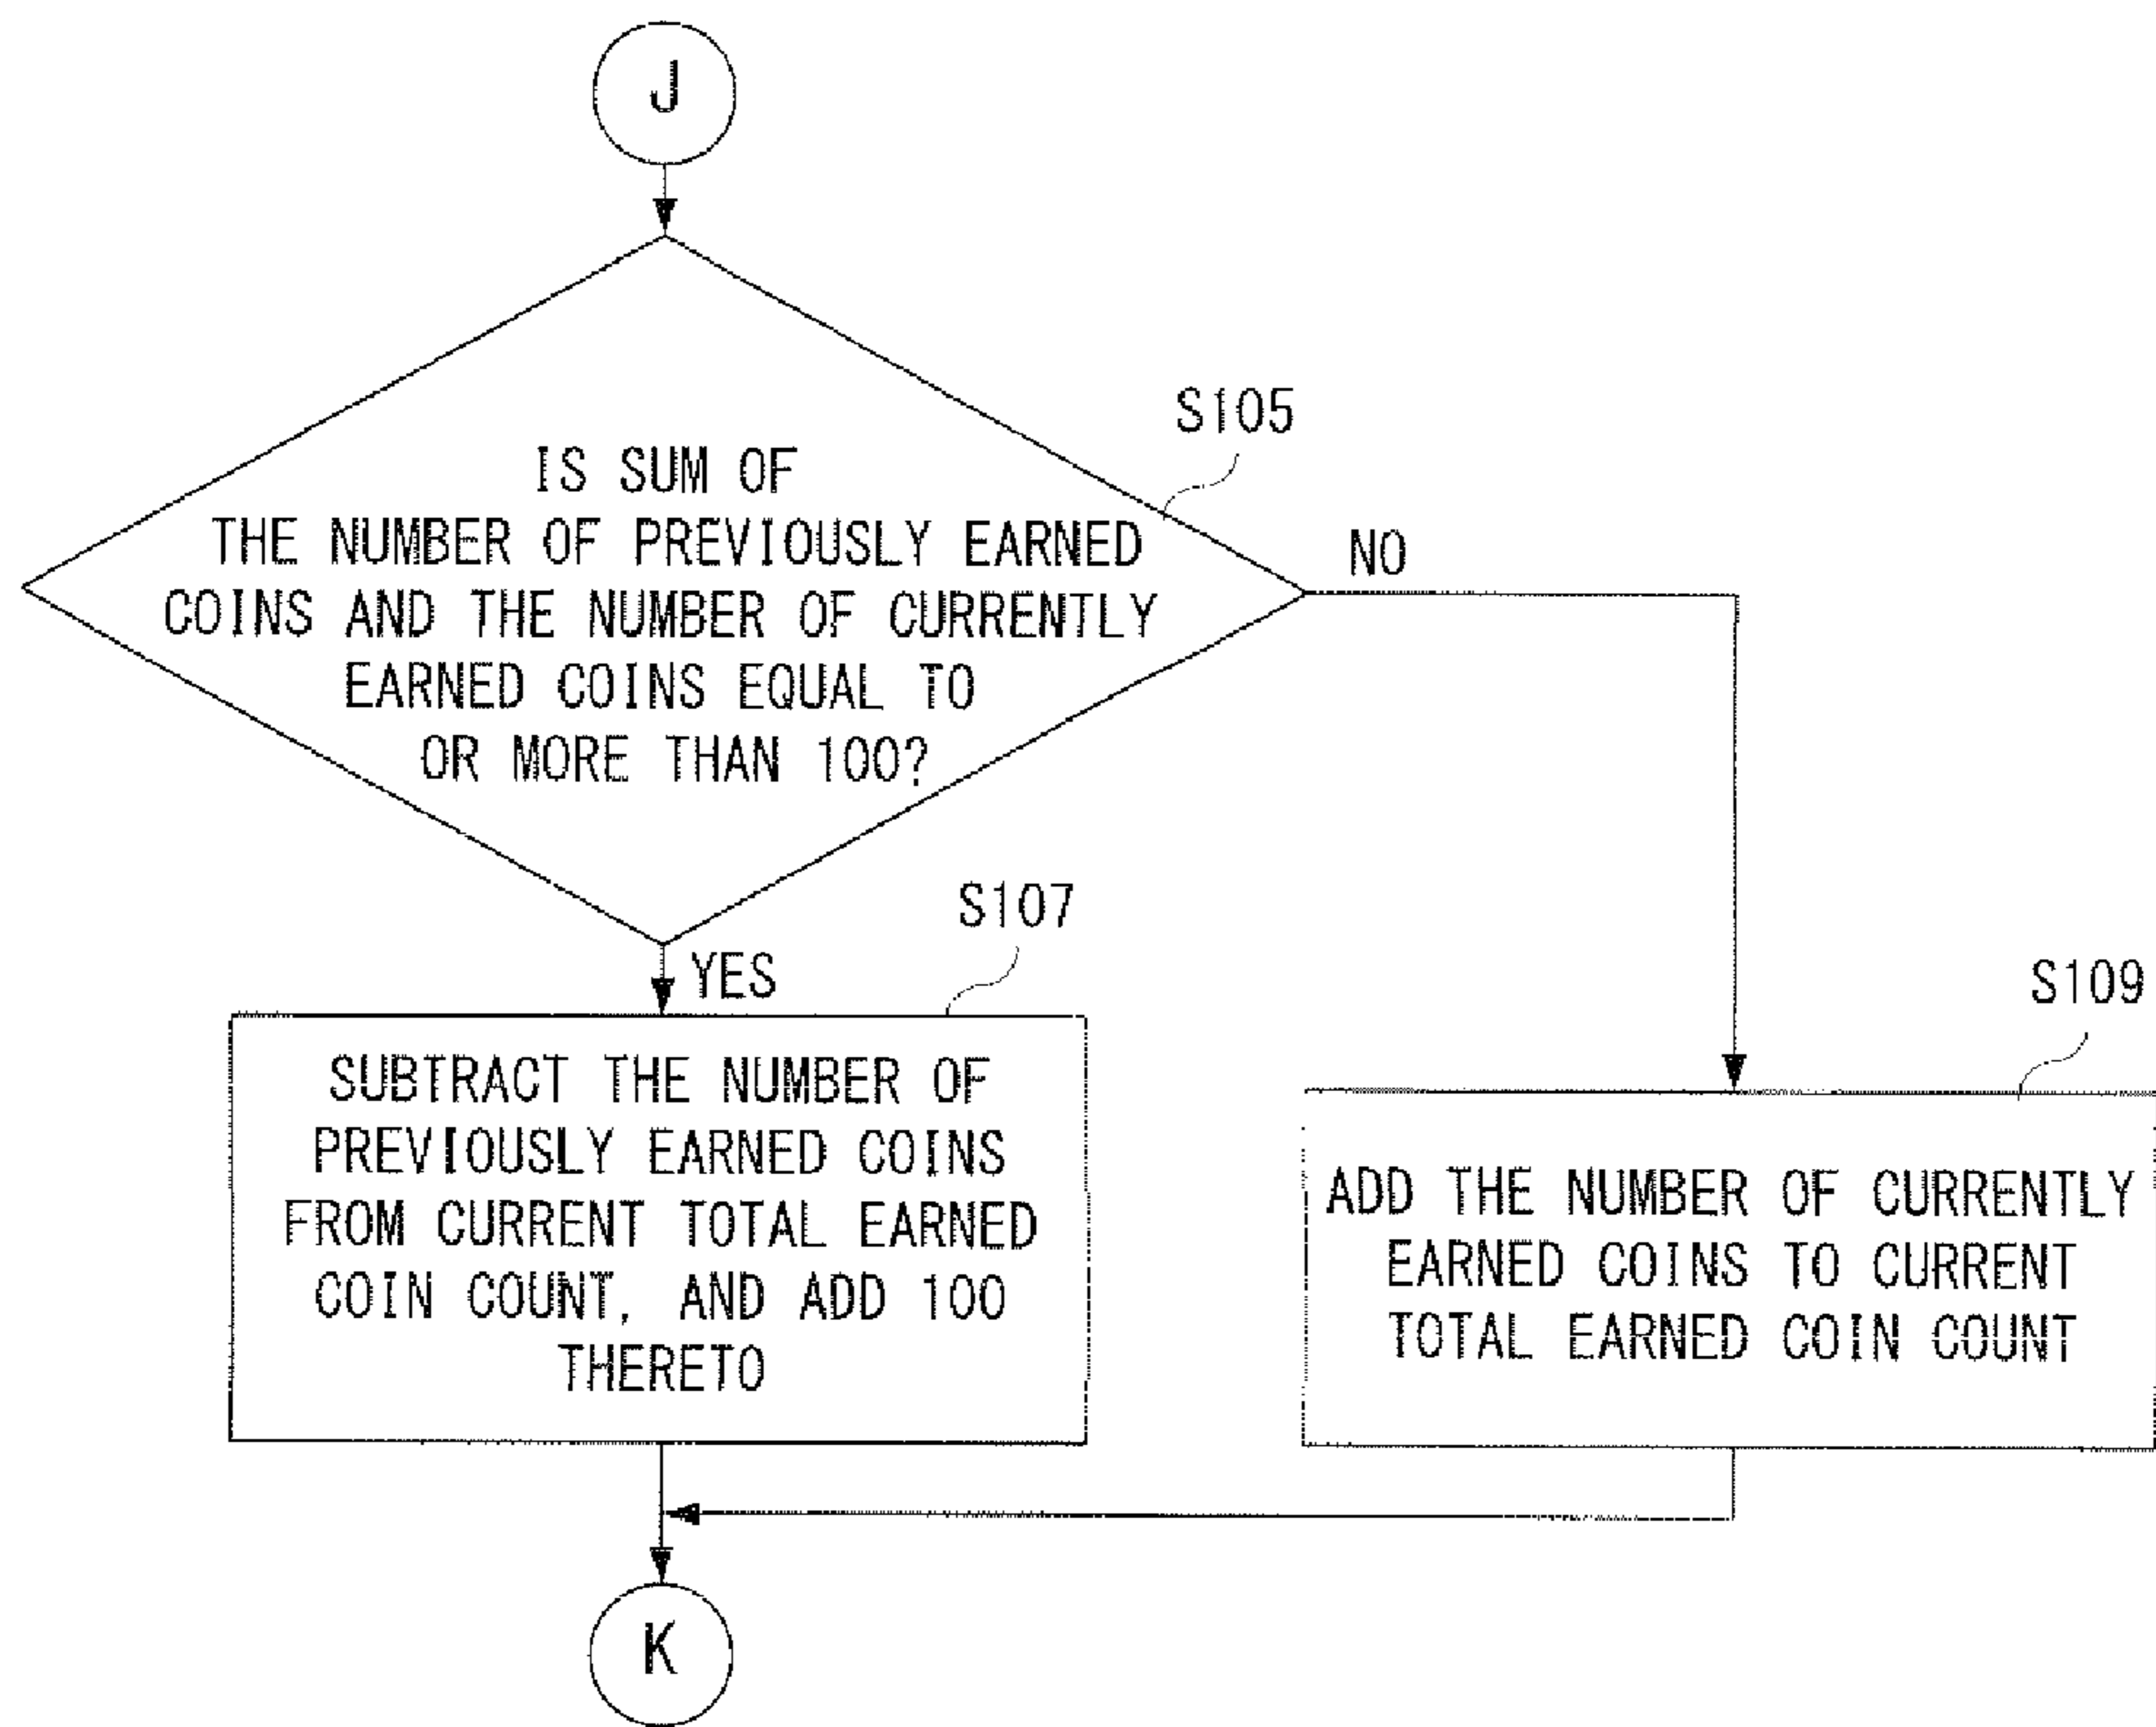 J
S105
IS SUM OF
THE NUMBER OF PREVIOUSLY EARNED
COINS AND THE NUMBER OF CURRENTLY
EARNED COINS EQUAL TO
OR MORE THAN 100?
NO
YES
S107
SUBTRACT THE NUMBER OF
PREVIOUSLY EARNED COINS
FROM CURRENT TOTAL EARNED
COIN COUNT, AND ADD 100
THERETO
S109
ADD THE NUMBER OF CURRENTLY
EARNED COINS TO CURRENT
TOTAL EARNED COIN COUNT
K